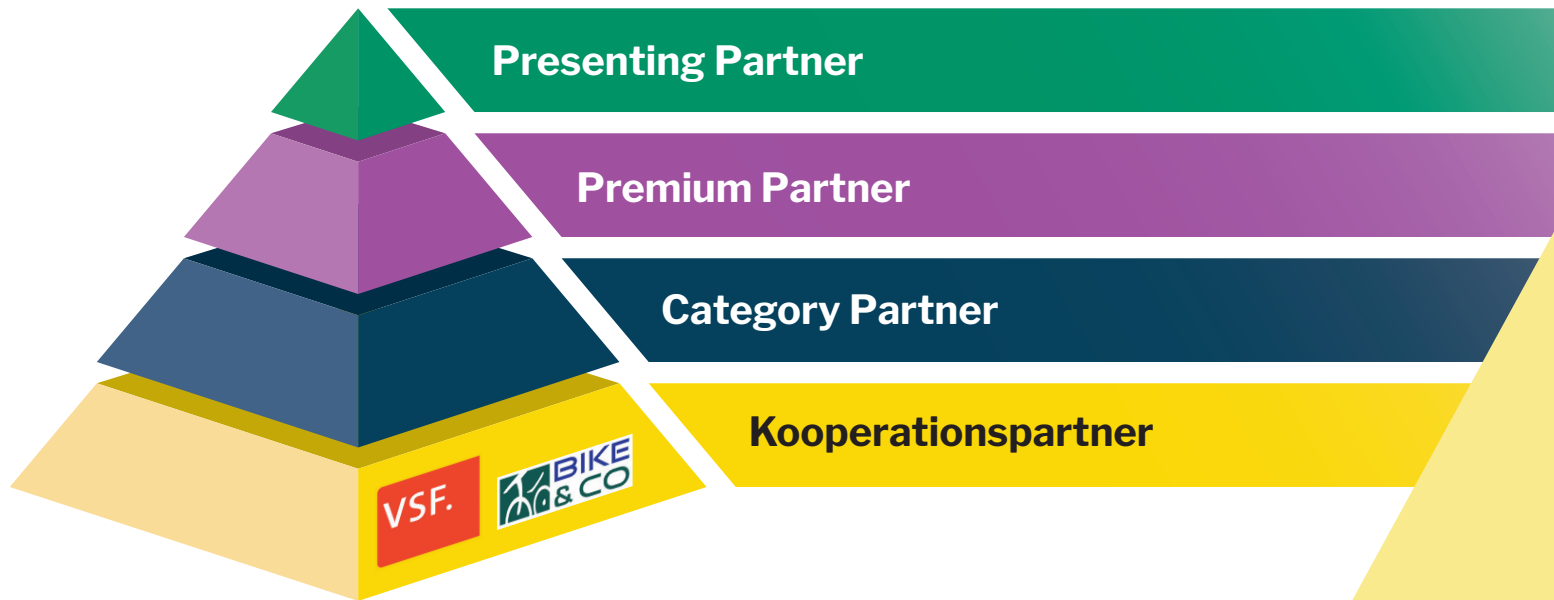 Presenting Partner
Premium Partner
Category Partner
Kooperationspartner
VSF.
BIKE
& CO